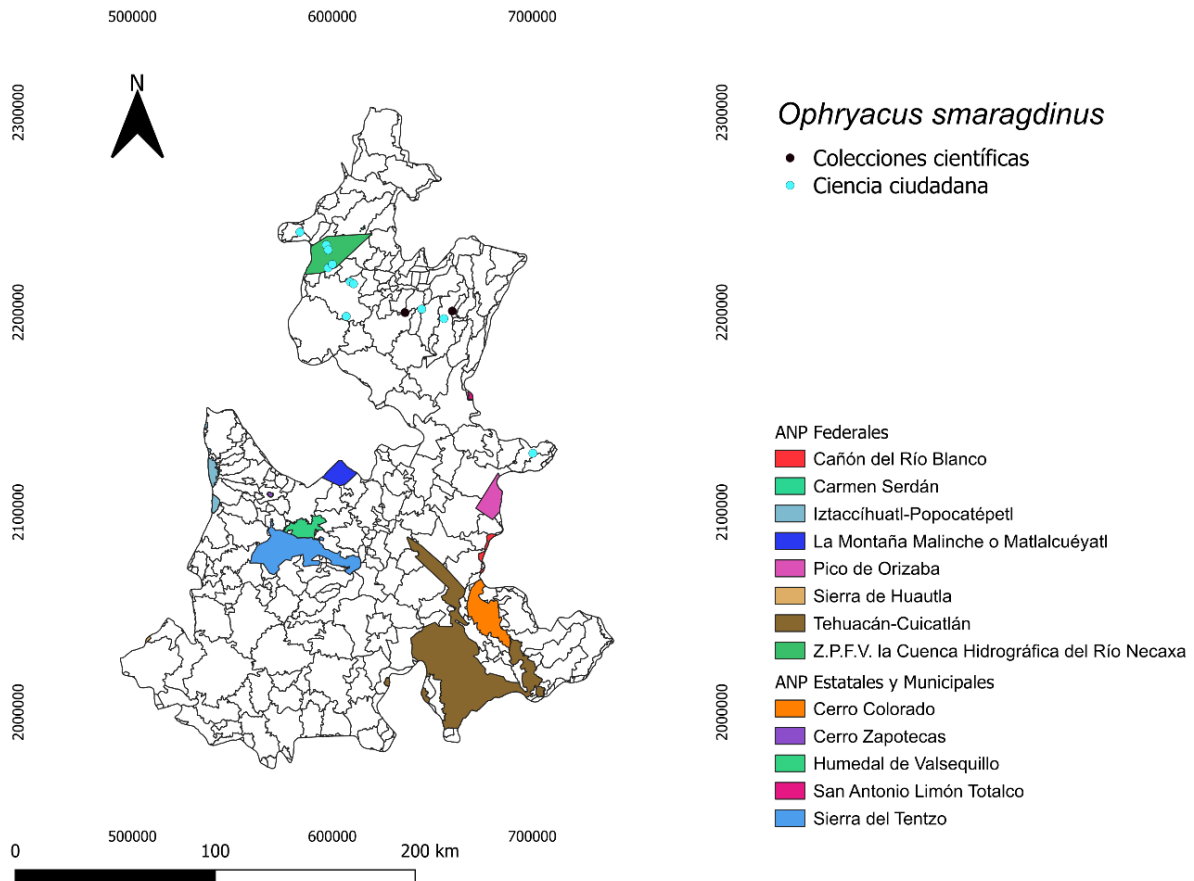 500000 600000 700000
N
2300000
2200000
2100000
2000000
2300000
2200000
2100000
2000000
Ophryacus smaragdinus
Colecciones científicas
Ciencia ciudadana
ANP Federales
Cañón del Río Blanco
Carmen Serdán
Iztaccíhuatl-Popocatépetl
La Montaña Malinche o Matlalcuéyatl
Pico de Orizaba
Sierra de Huautla
Tehuacán-Cuicatlán
Z.P.F.V. la Cuenca Hidrográfica del Río Necaxa
ANP Estatales y Municipales
Cerro Colorado
Cerro Zapotecas
Humedal de Valsequillo
San Antonio Limón Totalco
Sierra del Tentzo
500000 600000 700000
0 100 200 km